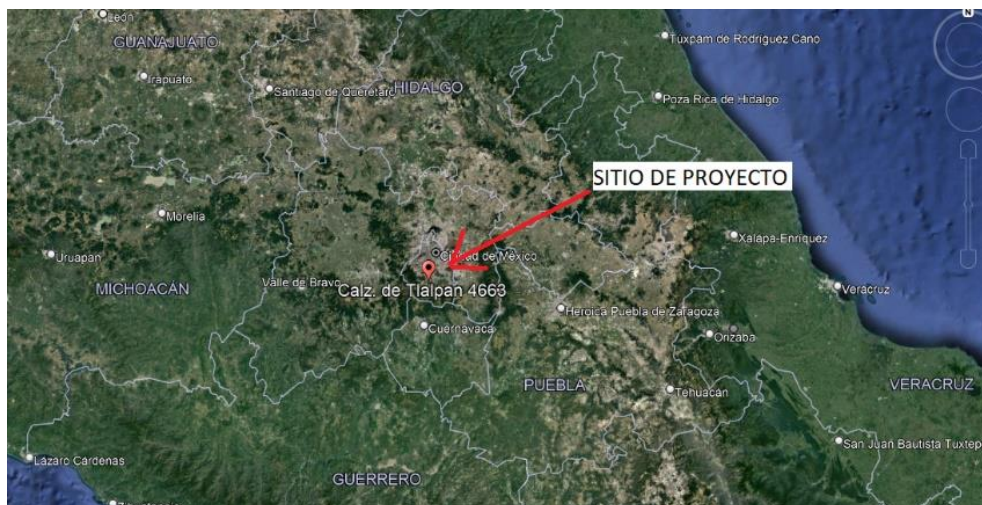 León
N
GUANAJUATO
Túxpam de Rodríguez Cano
Irapuato
Santiago de Querétaro
HIDALGO
Poza Rica de Hidalgo
SITIO DE PROYECTO
Morelia
Xalapa-Enríquez
Uruapan
Ciudad de México
MICHOACÁN
Valle de Bravo
Calz. de Tlalpan 4663
Veracruz
Heroica Puebla de Zaragoza
Cuernavaca
Orizaba
PUEBLA
Tehuacán
VERACRUZ
San Juan Bautista Tuxtep
Lázaro Cárdenas
GUERRERO